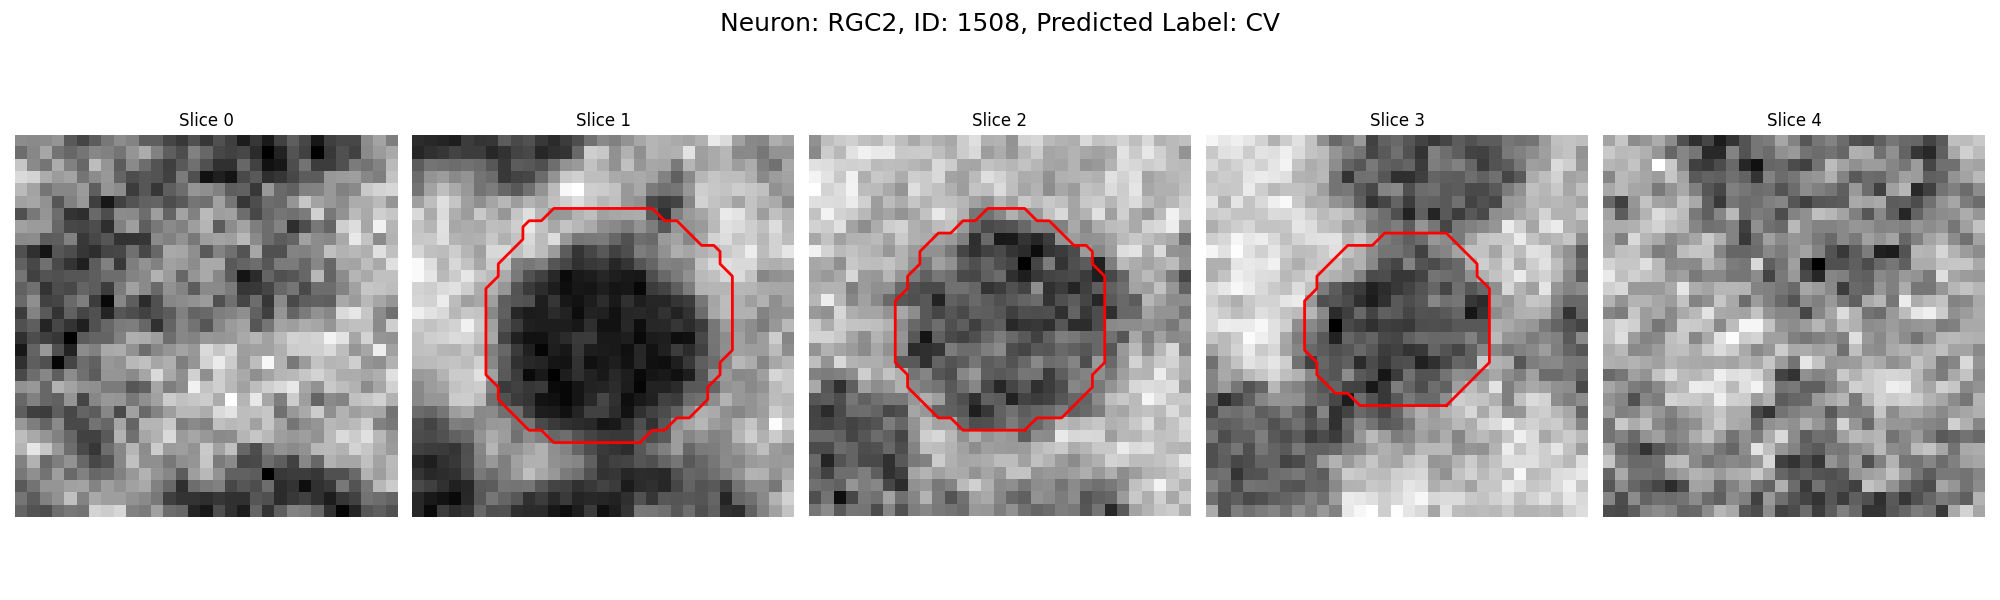 Neuron: RGC2, ID: 1508, Predicted Label: CV
Slice 0
Slice 1
Slice 2
Slice 3
Slice 4